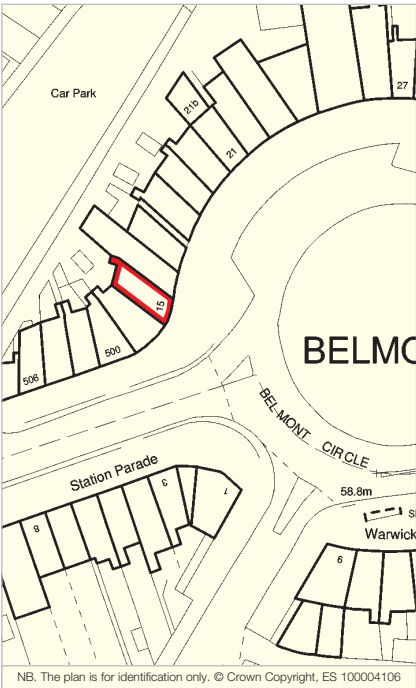 27
Car Park
21b
21
15
500
506
BELMO
BELMONT CIRCLE
Station Parade
3
1
58.8m
8
Warwick
6
NB. The plan is for identification only. © Crown Copyright, ES 100004106